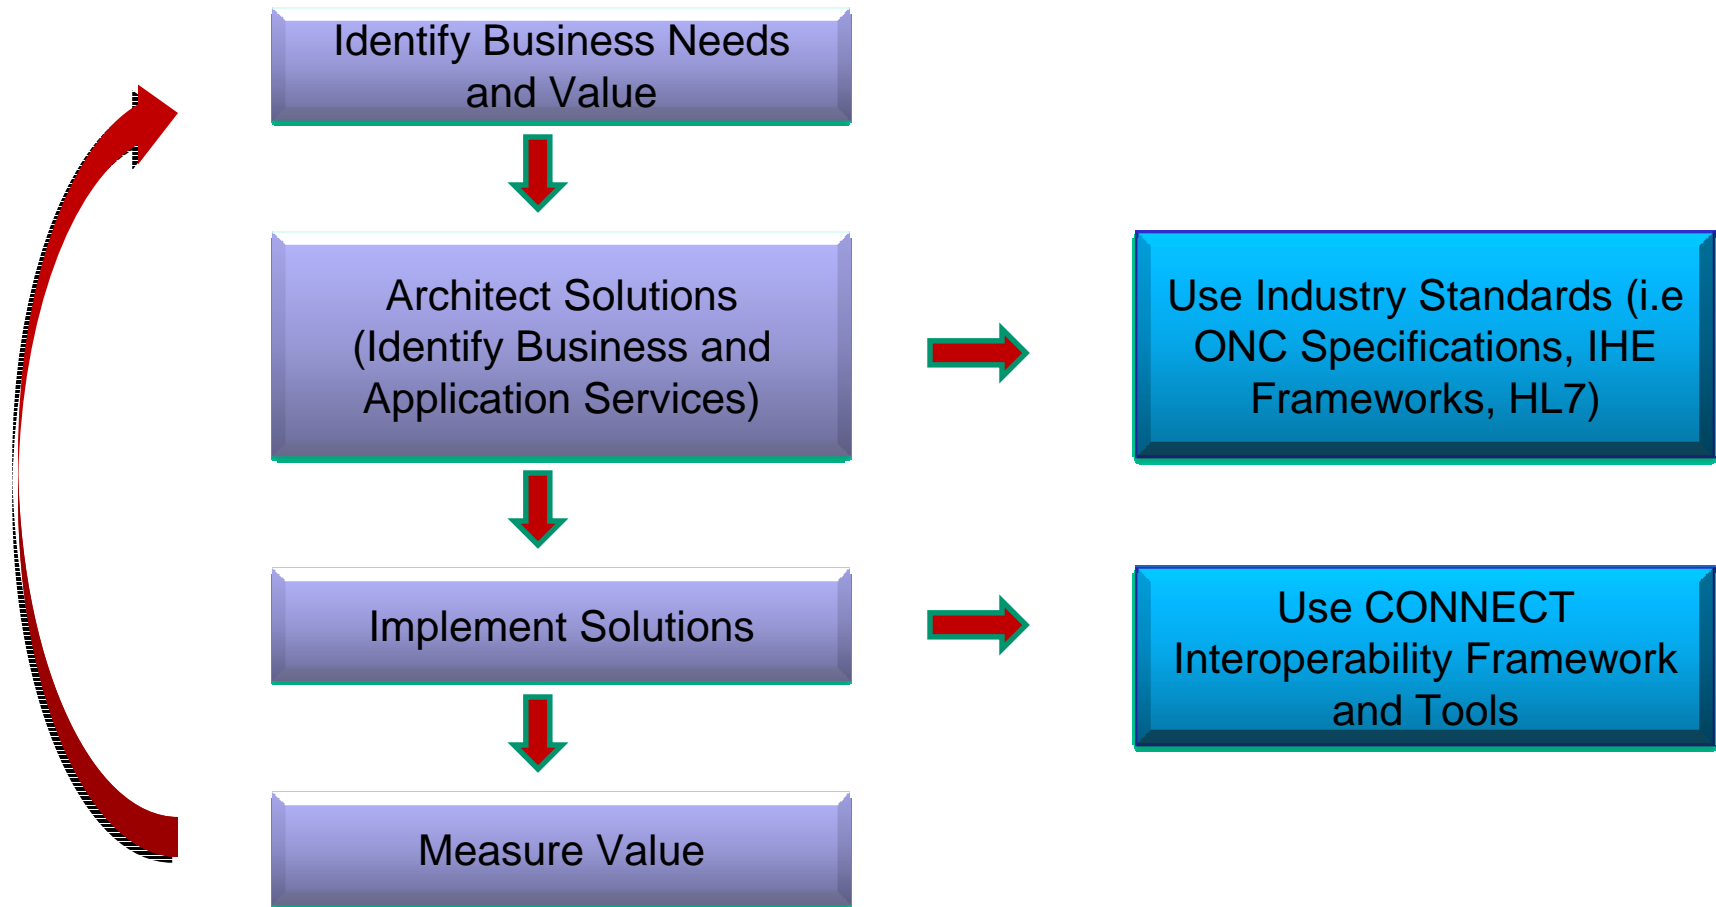 Identify Business Needs
and Value
Architect Solutions
(Identify Business and
Application Services)
Use Industry Standards (i.e
ONC Specifications, IHE
Frameworks, HL7)
Implement Solutions
Use CONNECT
Interoperability Framework
and Tools
Measure Value